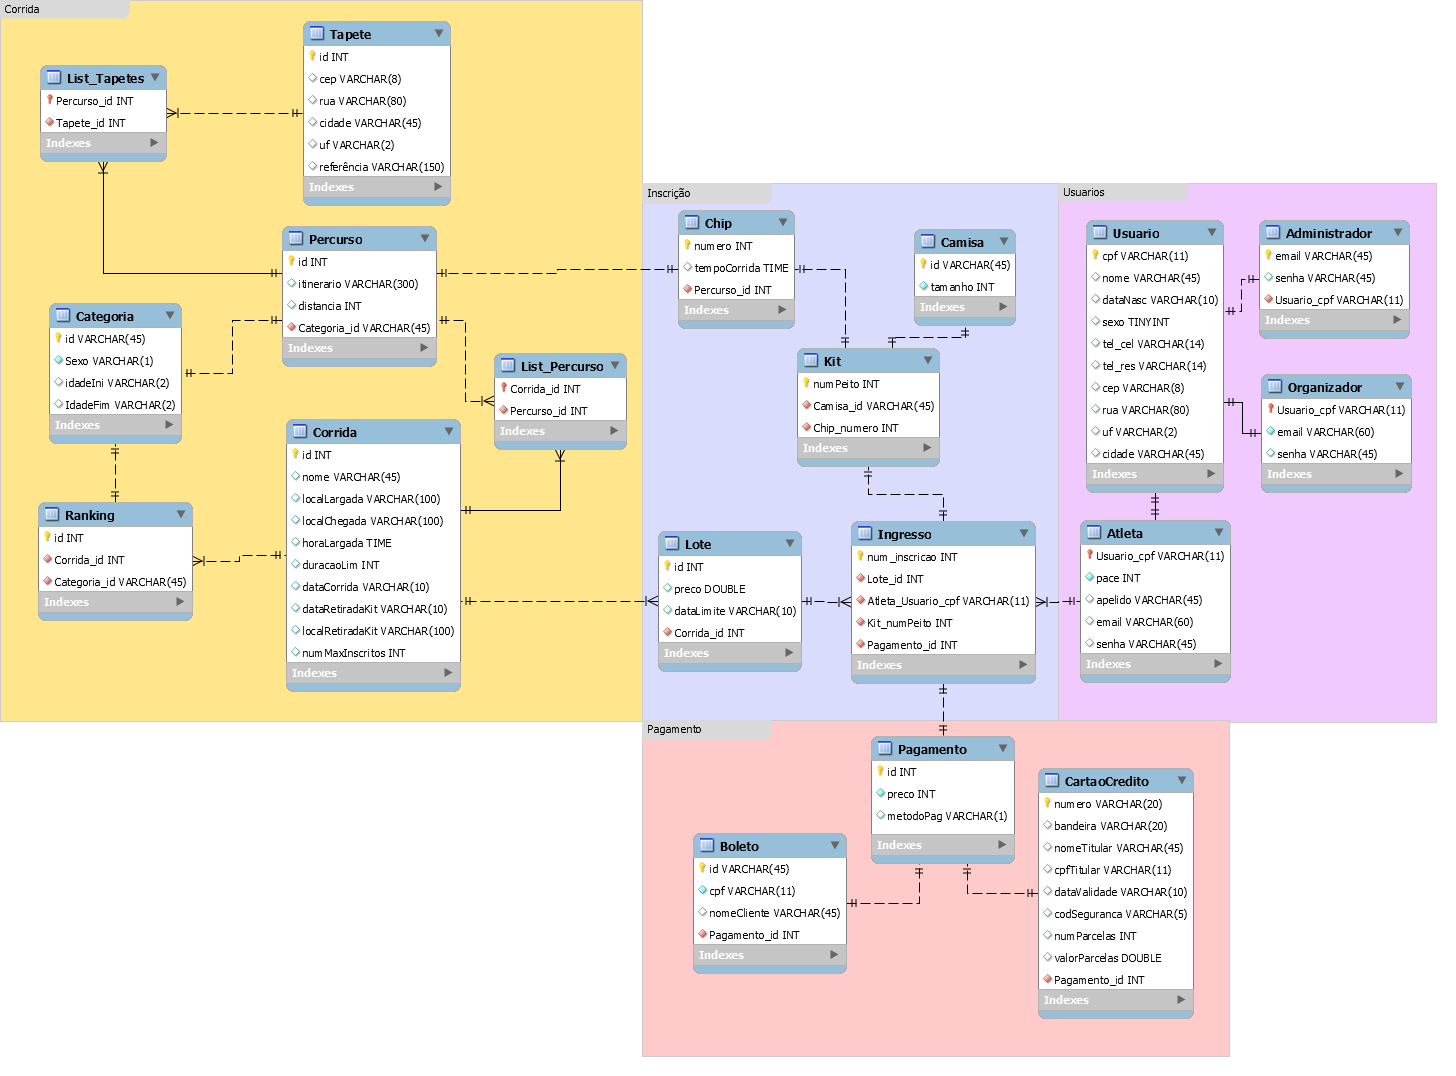 Corrida
Tapete
id INT
cep VARCHAR(8)
rua VARCHAR(80)
cidade VARCHAR(45)
uf VARCHAR(2)
referência VARCHAR(150)
Indexes
List_Tapetes
Percurso_id INT
Tapete_id INT
Indexes
Percurso
id INT
itinerario VARCHAR(300)
distancia INT
Categoria_id VARCHAR(45)
Indexes
Categoria
id VARCHAR(45)
Sexo VARCHAR(1)
idadeIni VARCHAR(2)
IdadeFim VARCHAR(2)
Indexes
List_Percurso
Corrida_id INT
Percurso_id INT
Indexes
Corrida
id INT
nome VARCHAR(45)
localLargada VARCHAR(100)
localChegada VARCHAR(100)
horaLargada TIME
duracaoLim INT
dataCorrida VARCHAR(10)
dataRetiradaKit VARCHAR(10)
localRetiradaKit VARCHAR(100)
numMaxInscritos INT
Indexes
Ranking
id INT
Corrida_id INT
Categoria_id VARCHAR(45)
Indexes
Inscrição
Chip
numero INT
tempoCorrida TIME
Percurso_id INT
Indexes
Camisa
id VARCHAR(45)
tamanho INT
Indexes
Kit
numPeito INT
Camisa_id VARCHAR(45)
Chip_numero INT
Indexes
Lote
id INT
preco DOUBLE
dataLimite VARCHAR(10)
Corrida_id INT
Indexes
Ingresso
num_inscricao INT
Lote_id INT
Atleta_Usuario_cpf VARCHAR(11)
Kit_numPeito INT
Pagamento_id INT
Indexes
Usuarios
Usuario
cpf VARCHAR(11)
nome VARCHAR(45)
dataNasc VARCHAR(10)
sexo TINYINT
tel_cel VARCHAR(14)
tel_res VARCHAR(14)
cep VARCHAR(8)
rua VARCHAR(80)
uf VARCHAR(2)
cidade VARCHAR(45)
Indexes
Administrador
email VARCHAR(45)
senha VARCHAR(45)
Usuario_cpf VARCHAR(11)
Indexes
Organizador
Usuario_cpf VARCHAR(11)
email VARCHAR(60)
senha VARCHAR(45)
Indexes
Atleta
Usuario_cpf VARCHAR(11)
pace INT
apelido VARCHAR(45)
email VARCHAR(60)
senha VARCHAR(45)
Indexes
Pagamento
Pagamento
id INT
preco INT
metodoPag VARCHAR(1)
Indexes
Boleto
id VARCHAR(45)
cpf VARCHAR(11)
nomeCliente VARCHAR(45)
Pagamento_id INT
Indexes
CartaoCredito
numero VARCHAR(20)
bandeira VARCHAR(20)
nomeTitular VARCHAR(45)
cpfTitular VARCHAR(11)
dataValidade VARCHAR(10)
codSeguranca VARCHAR(5)
numParcelas INT
valorParcelas DOUBLE
Pagamento_id INT
Indexes